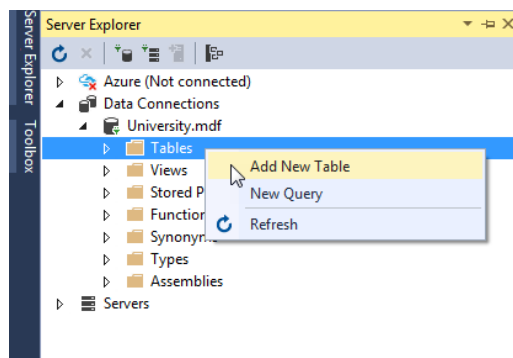 Server Explorer
Toolbox
Server Explorer
Azure (Not connected)
Data Connections
University.mdf
Tables
Views
Stored P
Function
Synonym
Types
Assemblies
Servers
Add New Table
New Query
Refresh